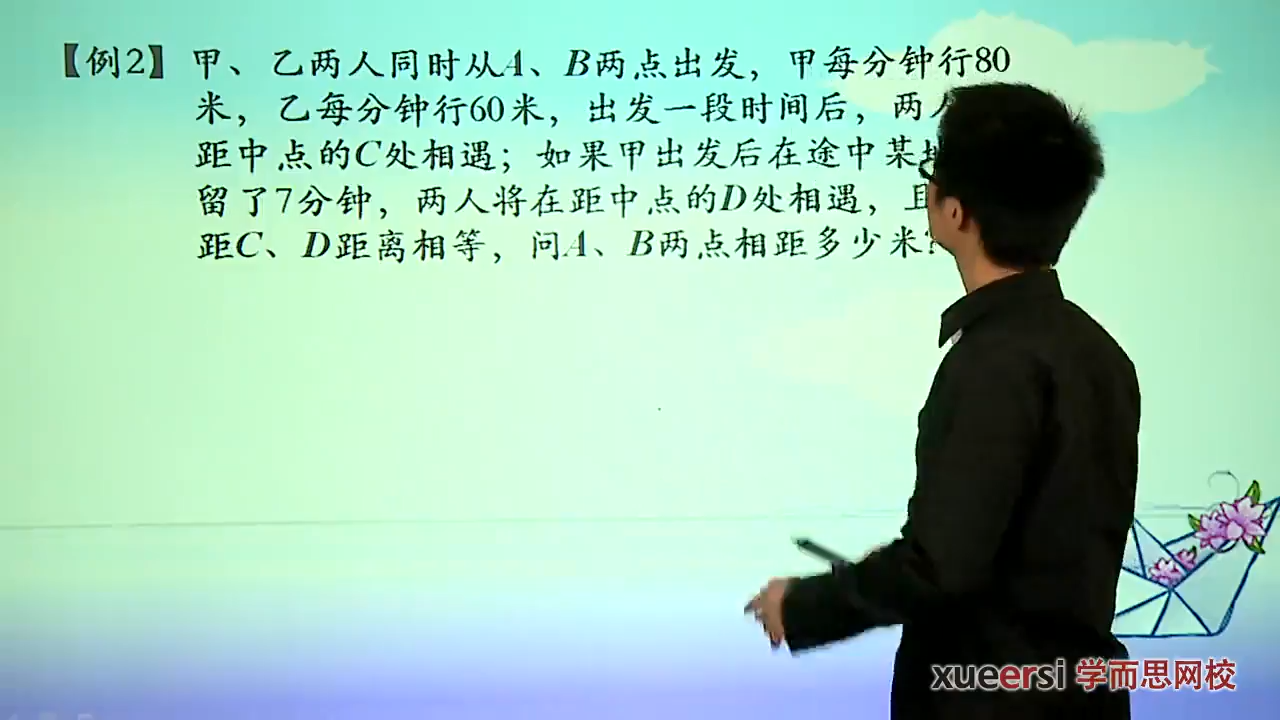 【例2】 甲、乙两人同时从A、B两点出发，甲每分钟行80
米，乙每分钟行60米，出发一段时间后，两人
距中点的C处相遇；如果甲出发后在途中某地
留了7分钟，两人将在距中点的D处相遇，且
距C、D距离相等，问A、B两点相距多少米？
xueersi 学而思网校